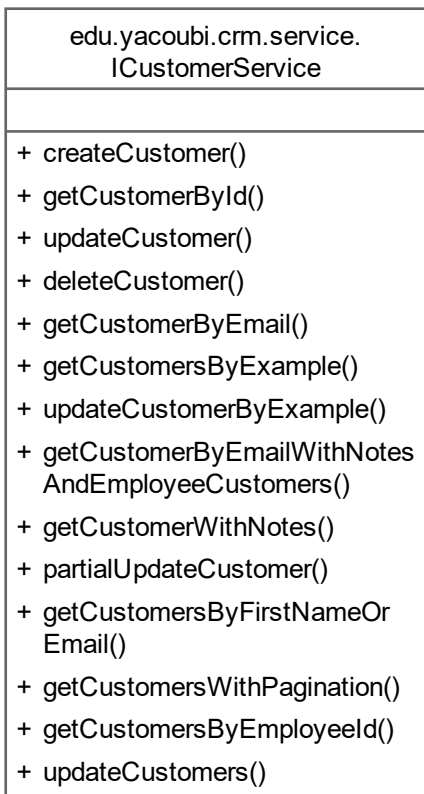 edu.yacoubi.crm.service.
ICustomerService
+ createCustomer()
+ getCustomerById()
+ updateCustomer()
+ deleteCustomer()
+ getCustomerByEmail()
+ getCustomersByExample()
+ updateCustomerByExample()
+ getCustomerByEmailWithNotes
AndEmployeeCustomers()
+ getCustomerWithNotes()
+ partialUpdateCustomer()
+ getCustomersByFirstNameOr
Email()
+ getCustomersWithPagination()
+ getCustomersByEmployeeId()
+ updateCustomers()